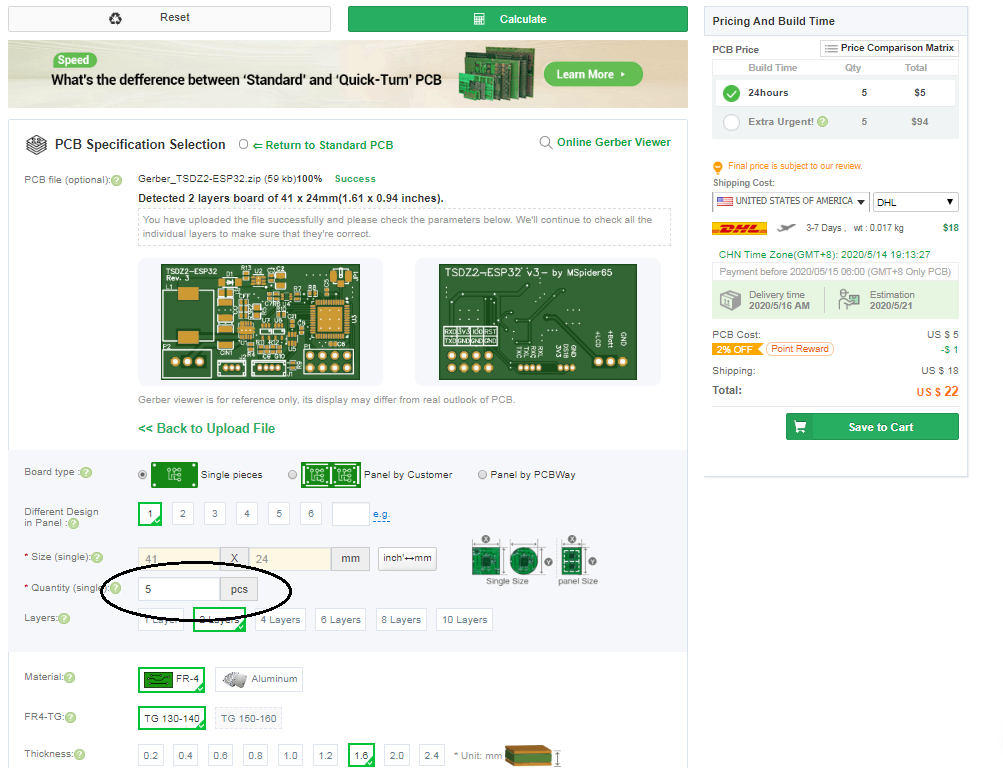 Reset
Calculate
Speed
What's the defference between ‘Standard’ and ‘Quick-Turn’ PCB
Learn More
PCB Specification Selection
⇐ Return to Standard PCB
Online Gerber Viewer
PCB file (optional):
Gerber_TSDZ2-ESP32.zip (59 kb)100% Success
Detected 2 layers board of 41 x 24mm(1.61 x 0.94 inches).
You have uploaded the file successfully and please check the parameters below. We'll continue to check all the
individual layers to make sure that they're correct.
TSDZ2-ESP32
Rev. 3
TSDZ2-ESP32 v3 - by MSpider65
Gerber viewer is for reference only, its display may differ from real outlook of PCB.
<< Back to Upload File
Board type :
Single pieces
Panel by Customer
Panel by PCBWay
Different Design
in Panel :
1 2 3 4 5 6
e.g.
* Size (single):
41 X 24 mm
inch'↔mm
Single Size
panel Size
* Quantity (single):
5 pcs
Layers:
1 Layer 2 Layers 4 Layers 6 Layers 8 Layers 10 Layers
Material:
FR-4
Aluminum
FR4-TG:
TG 130-140
TG 150-160
Thickness:
0.2 0.4 0.6 0.8 1.0 1.2 1.6 2.0 2.4 * Unit: mm
Pricing And Build Time
PCB Price
Price Comparison Matrix
Build Time Qty Total
24hours 5 $5
Extra Urgent! 5 $94
Final price is subject to our review.
Shipping Cost:
UNITED STATES OF AMERICA
DHL
DHL
3-7 Days , wt : 0.017 kg $18
CHN Time Zone(GMT+8): 2020/5/14 19:13:27
Payment before 2020/05/15 06:00 (GMT+8 Only PCB)
Delivery time
2020/5/16 AM
Estimation
2020/5/21
PCB Cost: US $ 5
2% OFF Point Reward -$ 1
Shipping: US $ 18
Total: US $ 22
Save to Cart